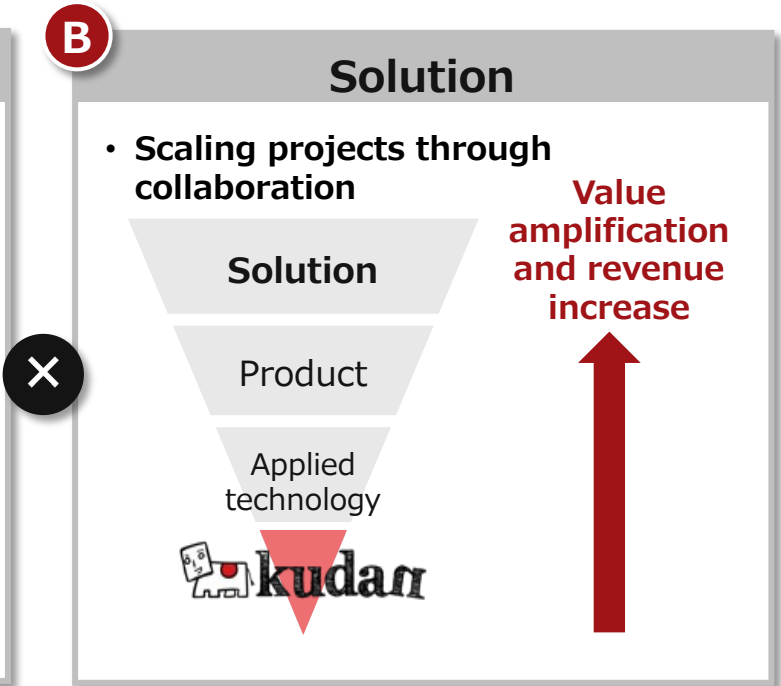 B
Solution
• Scaling projects through
collaboration
Value
amplification
and revenue
increase
Solution
Product
Applied
technology
kudan
×